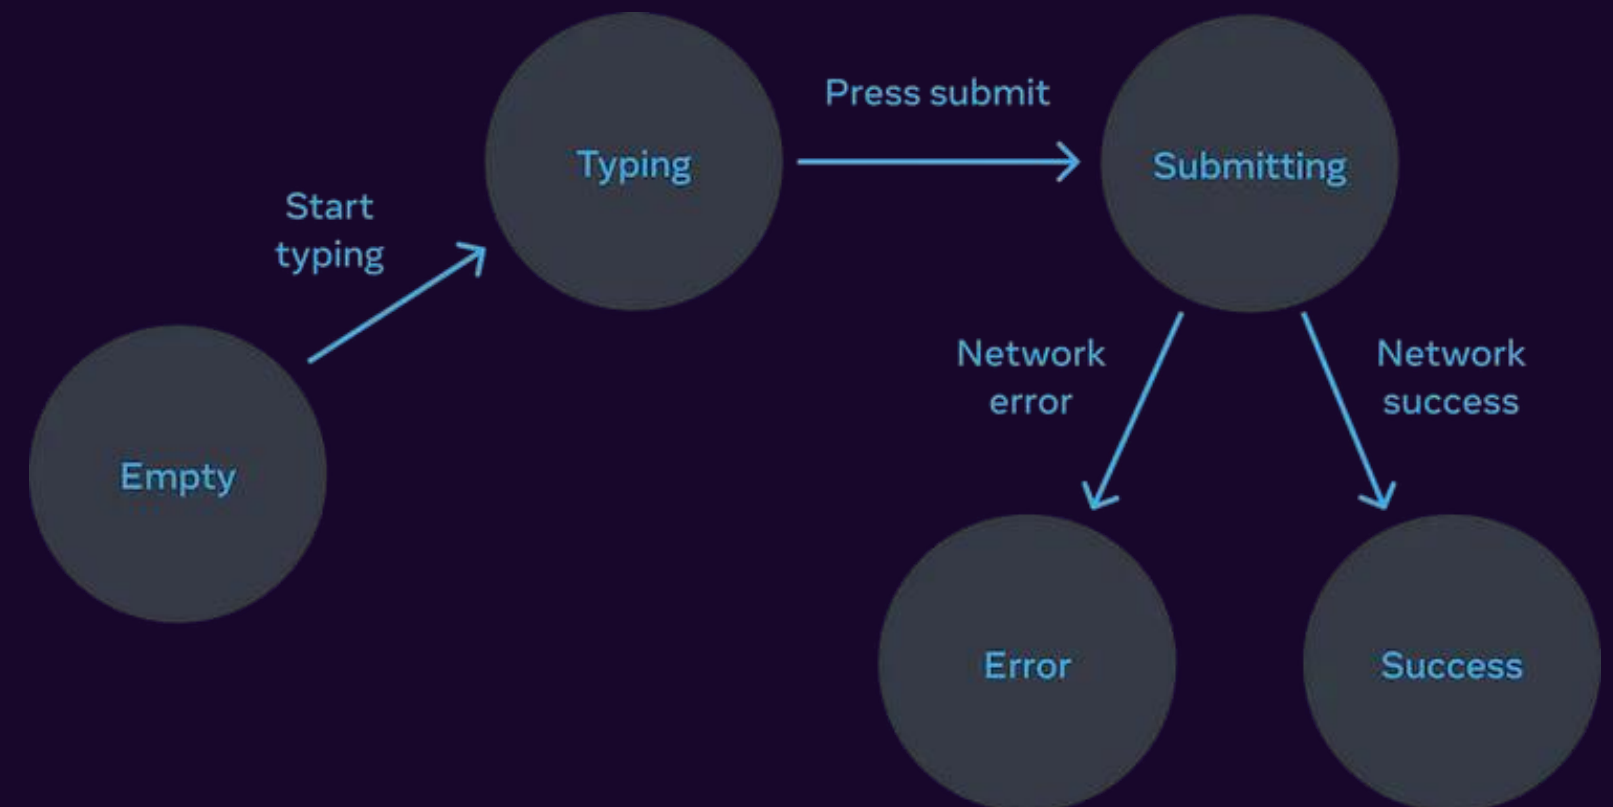 Empty
Start
typing
Typing
Press submit
Submitting
Network
error
Network
success
Error
Success